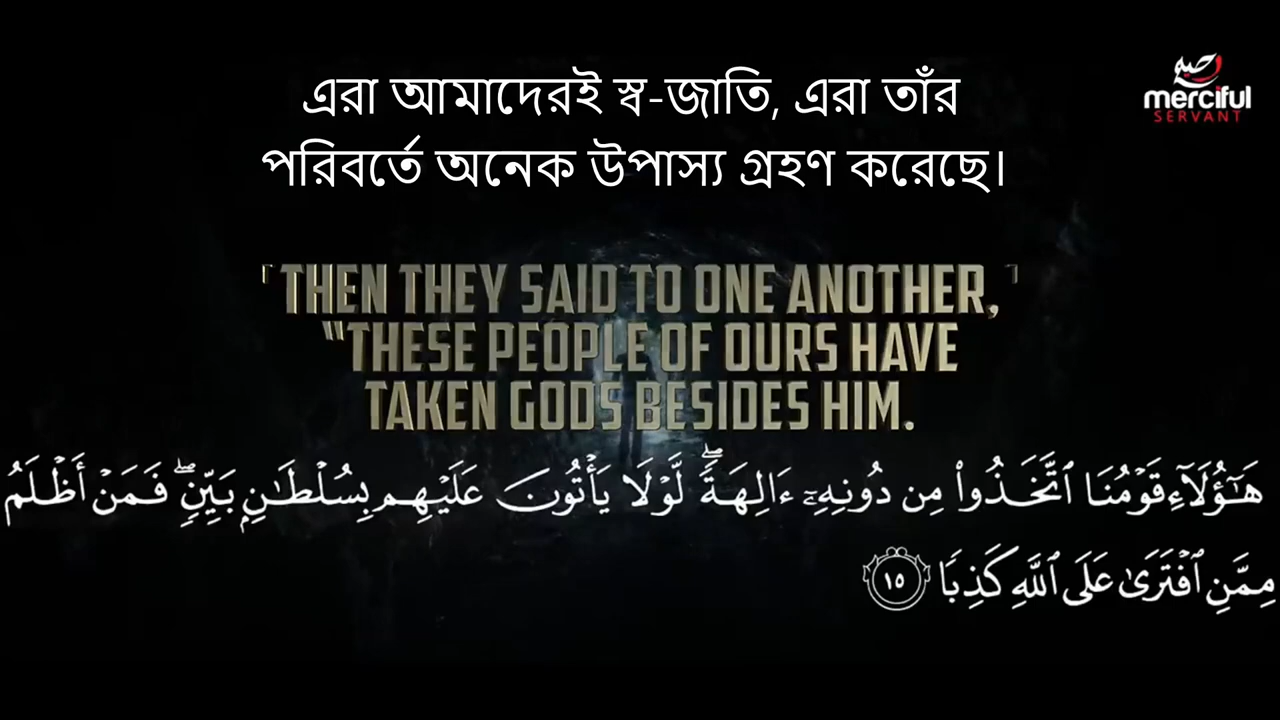 এরা আমাদেরই স্ব-জাতি, এরা তাঁর
পরিবর্তে অনেক উপাস্য গ্রহণ করেছে।
merciful
SERVANT
「THEN THEY SAID TO ONE ANOTHER,
"THESE PEOPLE OF OURS HAVE
TAKEN GODS BESIDES HIM.
هَـٰٓؤُلَآءِ قَوْمُنَا ٱتَّخَذُوا۟ مِن دُونِهِۦٓ ءَالِهَةًۖ لَّوْلَا يَأْتُونَ عَلَيْهِم بِسُلْطَـٰنٍۭ بَيِّنٍۖ فَمَنْ أَظْلَمُ
مِمَّنِ ٱفْتَرَىٰ عَلَى ٱللَّهِ كَذِبًا ١٥